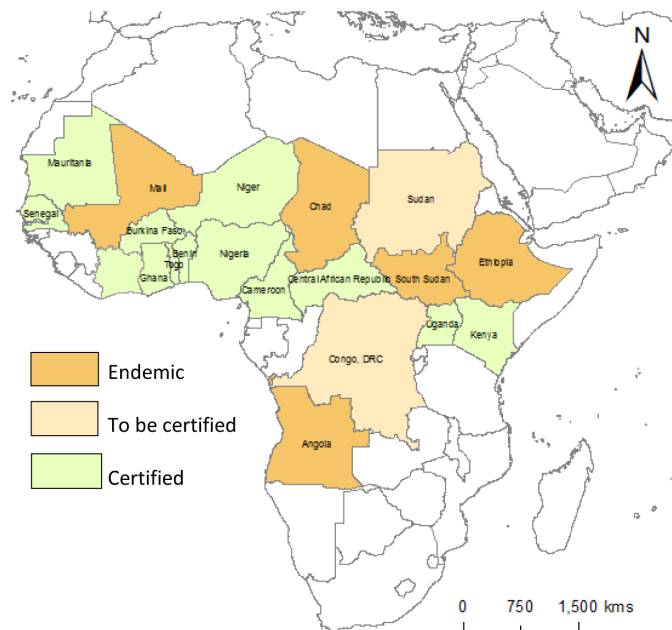 N
Mauritania
Mali
Niger
Chad
Sudan
Senegal
Burkina Faso
Benin
Togo
Ghana
Nigeria
Cameroon
Central African Republic
South Sudan
Ethiopia
Uganda
Kenya
Congo, DRC
Angola
Endemic
To be certified
Certified
0 750 1,500 kms